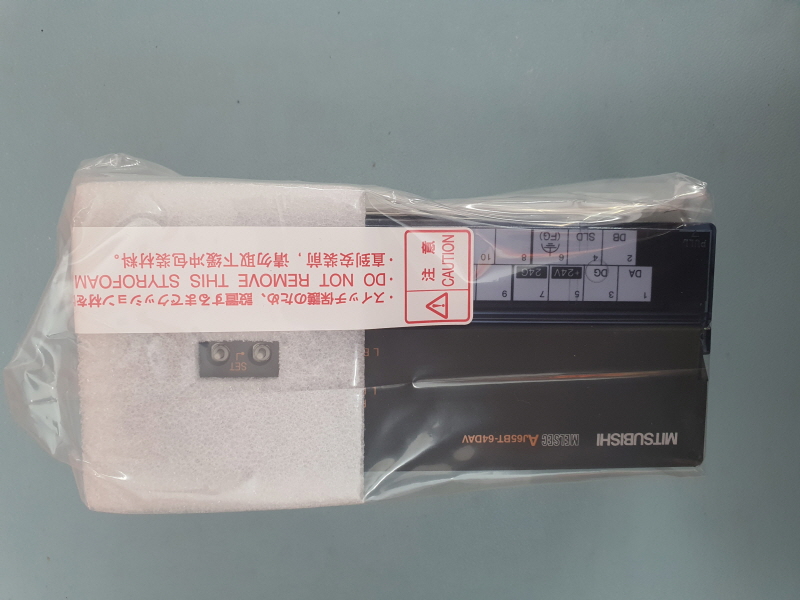 MITSUBISHI MELSEC AJ65BT-64DAV
SET
1 3 5 7 9
DA DG +24V 24G
2 4 6 8 10
DB SLD (FG)
PULL
注意
CAUTION
・スイッチ保護のため、設置するまでクッション材を
・DO NOT REMOVE THIS STYROFOAM
・直到安装前，请勿取下缓冲包装材料。